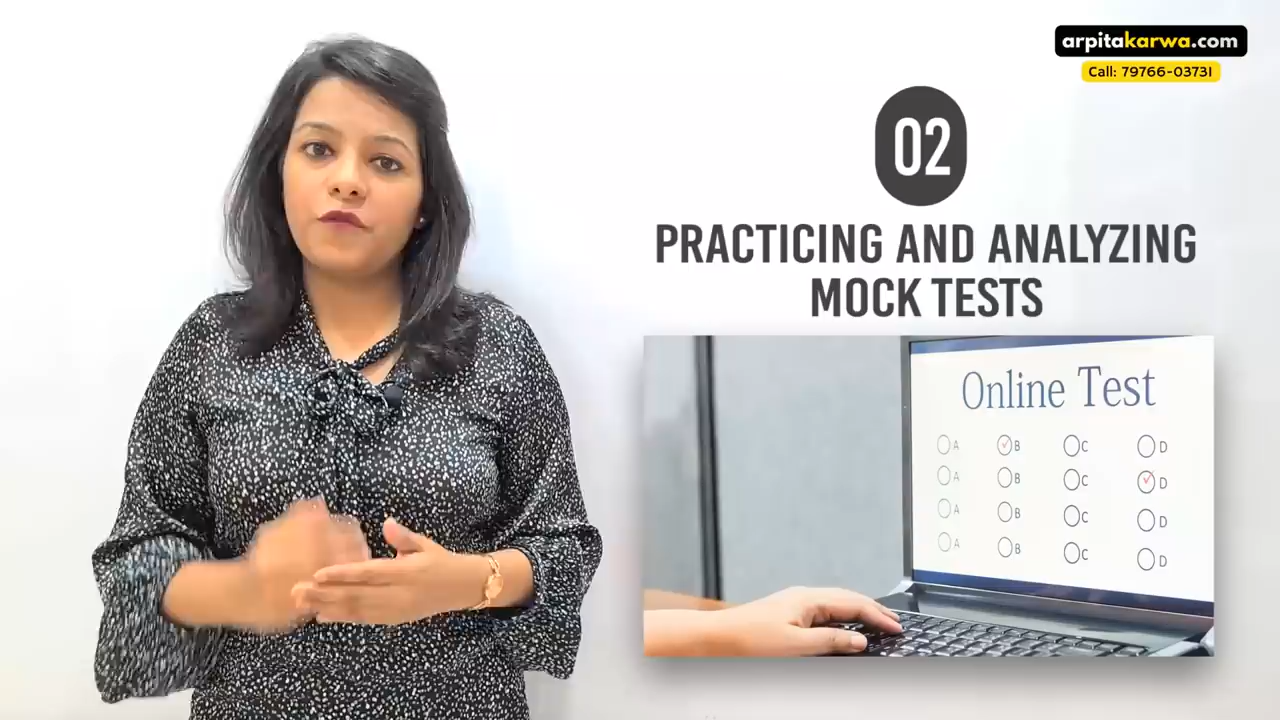 arpitakarwa.com
Call: 79766-03731
02
PRACTICING AND ANALYZING
MOCK TESTS
Online Test
A B C D
A B C D
A B C D
A B C D